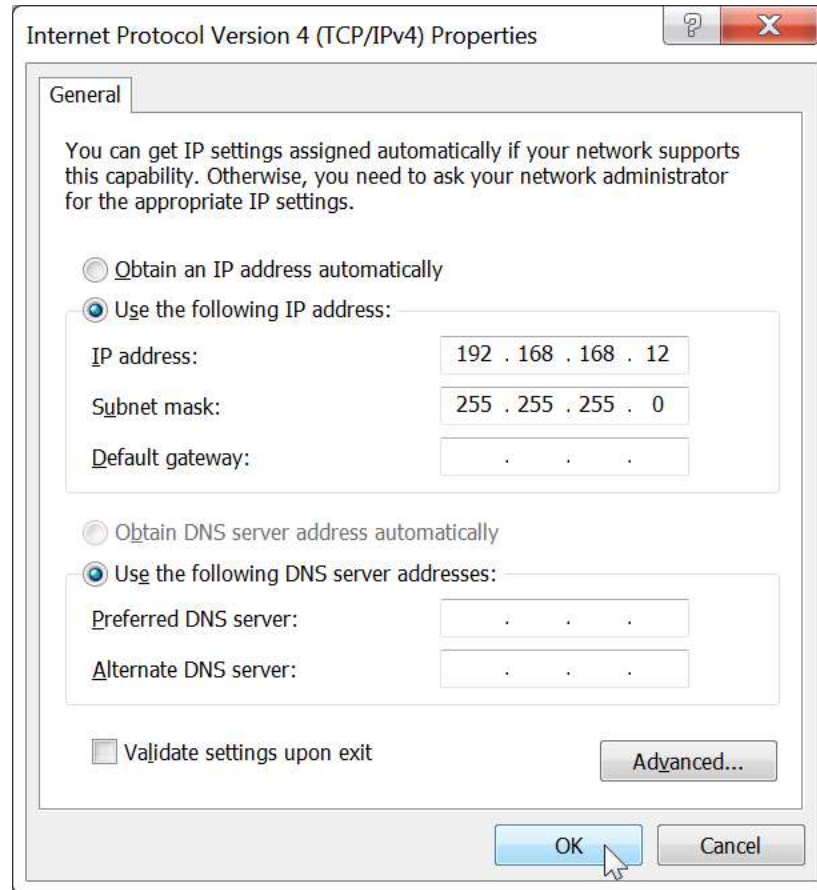 Internet Protocol Version 4 (TCP/IPv4) Properties
?
X
General
You can get IP settings assigned automatically if your network supports
this capability. Otherwise, you need to ask your network administrator
for the appropriate IP settings.
Obtain an IP address automatically
Use the following IP address:
IP address: 192 . 168 . 168 . 12
Subnet mask: 255 . 255 . 255 . 0
Default gateway: . . .
Obtain DNS server address automatically
Use the following DNS server addresses:
Preferred DNS server: . . .
Alternate DNS server: . . .
Validate settings upon exit
Advanced...
OK Cancel